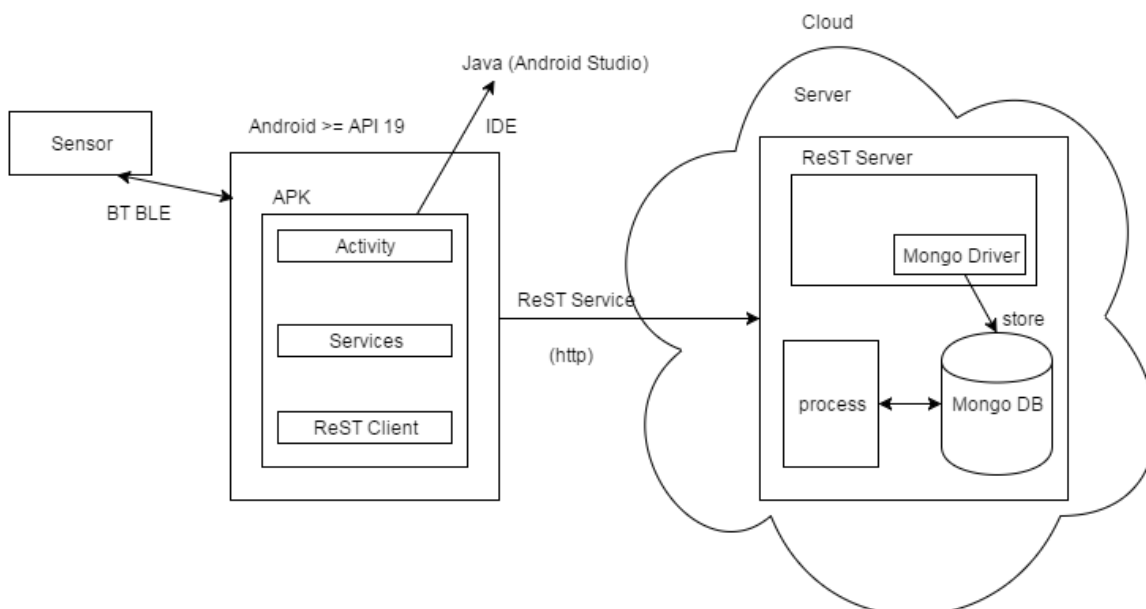 Cloud
Java (Android Studio)
Server
Sensor
Android >= API 19
IDE
ReST Server
BT BLE
APK
Activity
Mongo Driver
ReST Service
store
Services
(http)
process
Mongo DB
ReST Client